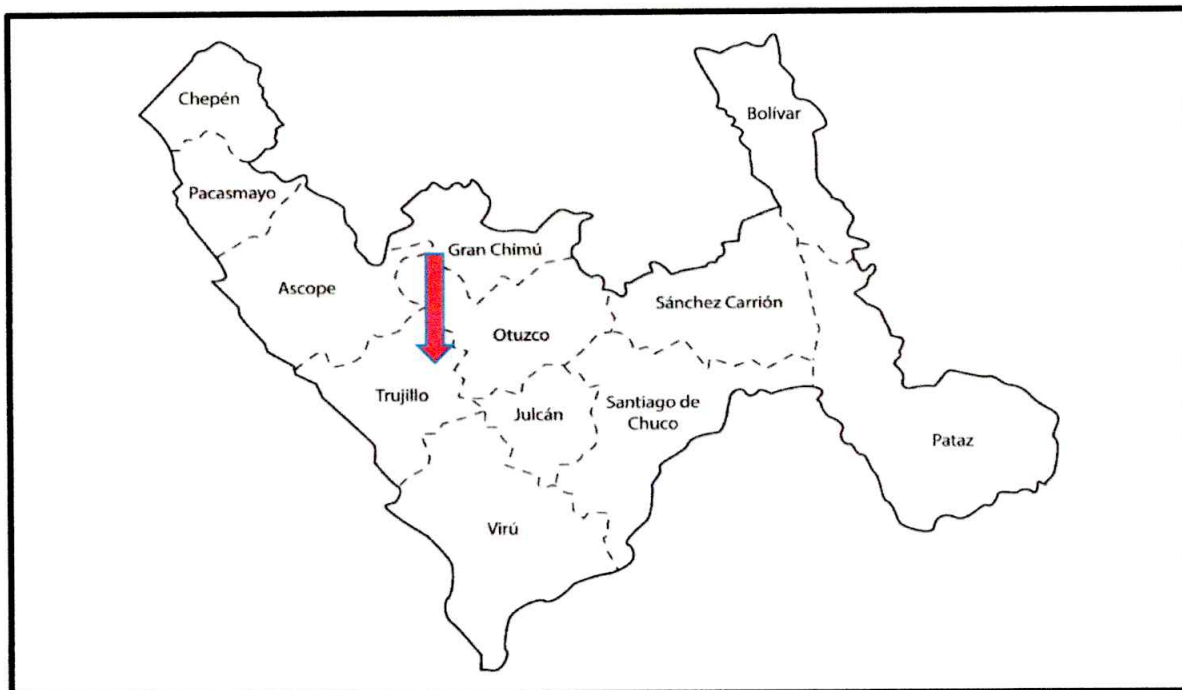 Chepén
Bolívar
Pacasmayo
Gran Chimú
Ascope
Sánchez Carrión
Otuzco
Trujillo
Julcán
Santiago de
Chuco
Pataz
Virú